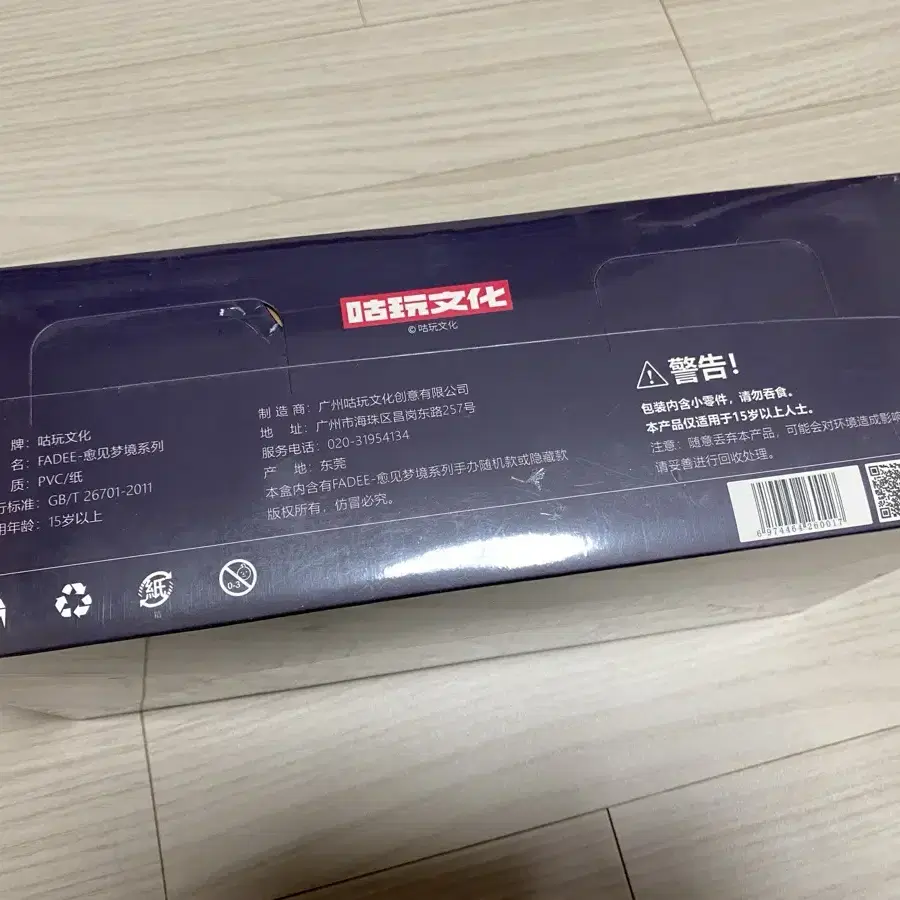 咕玩文化
© 咕玩文化
牌：咕玩文化
名：FADEE-愈见梦境系列
质：PVC/纸
行标准：GB/T 26701-2011
用年龄：15岁以上
制 造 商：广州咕玩文化创意有限公司
地 址：广州市海珠区昌岗东路257号
服务电话：020-31954134
产 地：东莞
本盒内含有FADEE-愈见梦境系列手办随机款或隐藏款
版权所有，仿冒必究。
警告！
包装内含小零件，请勿吞食。
本产品仅适用于15岁以上人士。
注意：随意丢弃本产品，可能会对环境造成影响
请妥善进行回收处理。
6 974464 260017
紙
0-3